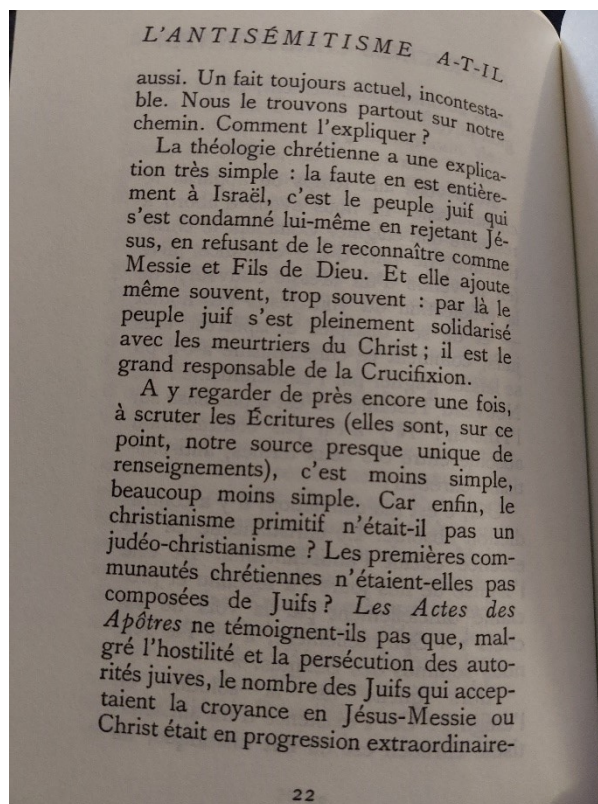 L'ANTISÉMITISME A-T-IL
aussi. Un fait toujours actuel, incontesta-
ble. Nous le trouvons partout sur notre
chemin. Comment l'expliquer ?
La théologie chrétienne a une explica-
tion très simple : la faute en est entière-
ment à Israël, c'est le peuple juif qui
s'est condamné lui-même en rejetant Jé-
sus, en refusant de le reconnaître comme
Messie et Fils de Dieu. Et elle ajoute
même souvent, trop souvent : par là le
peuple juif s'est pleinement solidarisé
avec les meurtriers du Christ ; il est le
grand responsable de la Crucifixion.
A y regarder de près encore une fois,
à scruter les Écritures (elles sont, sur ce
point, notre source presque unique de
renseignements), c'est moins simple,
beaucoup moins simple. Car enfin, le
christianisme primitif n'était-il pas un
judéo-christianisme ? Les premières com-
munautés chrétiennes n'étaient-elles pas
composées de Juifs ? Les Actes des
Apôtres ne témoignent-ils pas que, mal-
gré l'hostilité et la persécution des auto-
rités juives, le nombre des Juifs qui accep-
taient la croyance en Jésus-Messie ou
Christ était en progression extraordinaire-
22